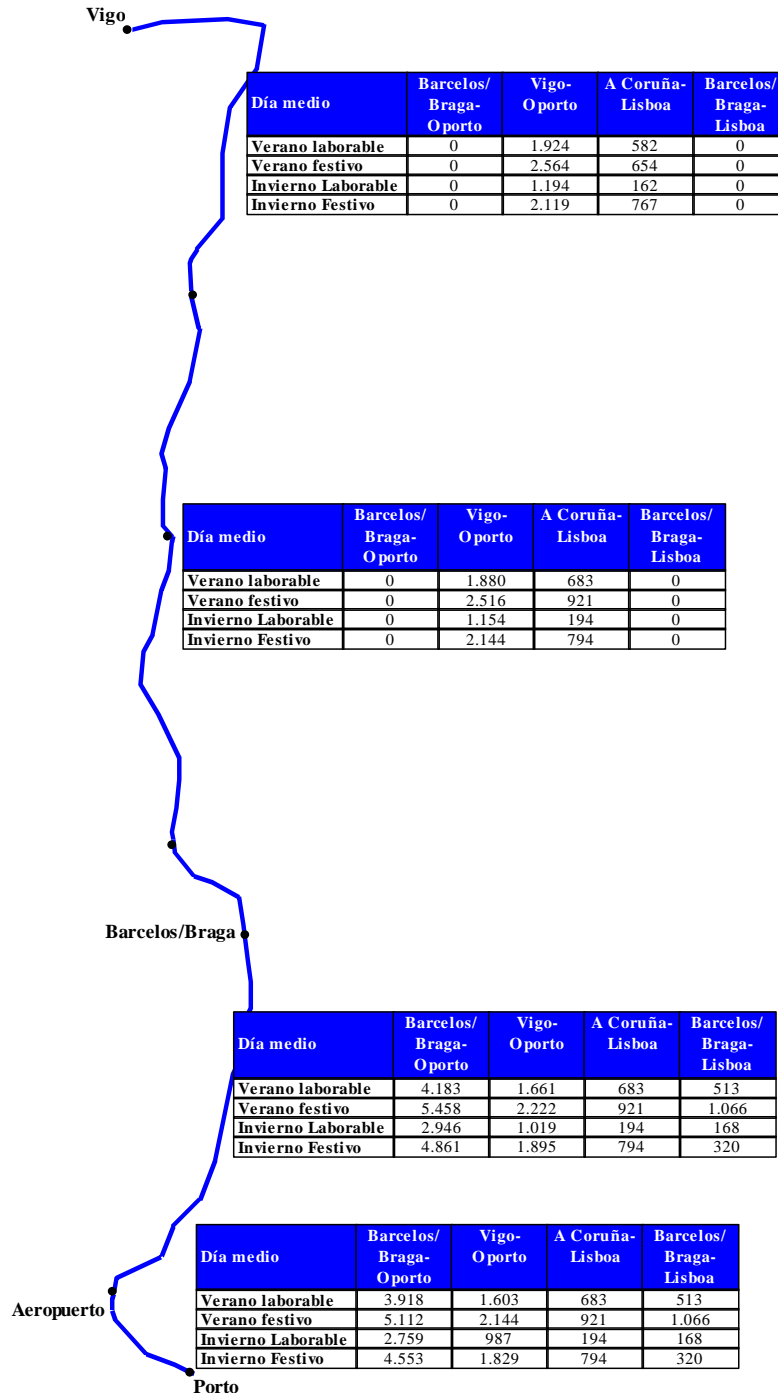 Vigo
Barcelos/ Vigo- A Coruña- Barcelos/
Día medio Braga- Oporto Lisboa Braga-
Oporto Lisboa
Verano laborable 0 1.924 582 0
Verano festivo 0 2.564 654 0
Invierno Laborable 0 1.194 162 0
Invierno Festivo 0 2.119 767 0
Barcelos/ Vigo- A Coruña- Barcelos/
Día medio Braga- Oporto Lisboa Braga-
Oporto Lisboa
Verano laborable 0 1.880 683 0
Verano festivo 0 2.516 921 0
Invierno Laborable 0 1.154 194 0
Invierno Festivo 0 2.144 794 0
Barcelos/Braga
Barcelos/ Vigo- A Coruña- Barcelos/
Día medio Braga- Oporto Lisboa Braga-
Oporto Lisboa
Verano laborable 4.183 1.661 683 513
Verano festivo 5.458 2.222 921 1.066
Invierno Laborable 2.946 1.019 194 168
Invierno Festivo 4.861 1.895 794 320
Barcelos/ Vigo- A Coruña- Barcelos/
Día medio Braga- Oporto Lisboa Braga-
Oporto Lisboa
Verano laborable 3.918 1.603 683 513
Verano festivo 5.112 2.144 921 1.066
Invierno Laborable 2.759 987 194 168
Invierno Festivo 4.553 1.829 794 320
Aeropuerto
Porto